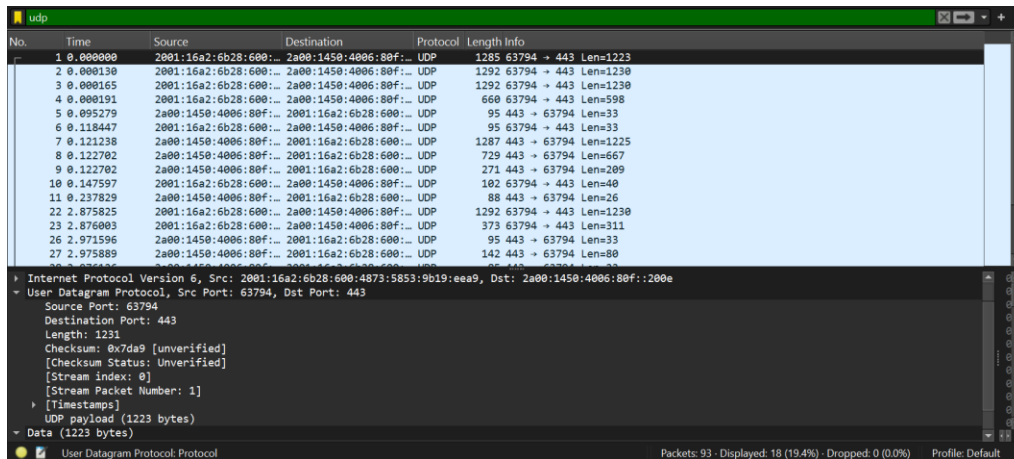 udp
No. Time Source Destination Protocol Length Info
1 0.000000 2001:16a2:6b28:600:… 2a00:1450:4006:80f:… UDP 1285 63794 → 443 Len=1223
2 0.000130 2001:16a2:6b28:600:… 2a00:1450:4006:80f:… UDP 1292 63794 → 443 Len=1230
3 0.000165 2001:16a2:6b28:600:… 2a00:1450:4006:80f:… UDP 1292 63794 → 443 Len=1230
4 0.000191 2001:16a2:6b28:600:… 2a00:1450:4006:80f:… UDP 660 63794 → 443 Len=598
5 0.095279 2a00:1450:4006:80f:… 2001:16a2:6b28:600:… UDP 95 443 → 63794 Len=33
6 0.118447 2a00:1450:4006:80f:… 2001:16a2:6b28:600:… UDP 95 443 → 63794 Len=33
7 0.121238 2a00:1450:4006:80f:… 2001:16a2:6b28:600:… UDP 1287 443 → 63794 Len=1225
8 0.122702 2a00:1450:4006:80f:… 2001:16a2:6b28:600:… UDP 729 443 → 63794 Len=667
9 0.122702 2a00:1450:4006:80f:… 2001:16a2:6b28:600:… UDP 271 443 → 63794 Len=209
10 0.147597 2001:16a2:6b28:600:… 2a00:1450:4006:80f:… UDP 102 63794 → 443 Len=40
11 0.237829 2a00:1450:4006:80f:… 2001:16a2:6b28:600:… UDP 88 443 → 63794 Len=26
22 2.875825 2001:16a2:6b28:600:… 2a00:1450:4006:80f:… UDP 1292 63794 → 443 Len=1230
23 2.876003 2001:16a2:6b28:600:… 2a00:1450:4006:80f:… UDP 373 63794 → 443 Len=311
26 2.971596 2a00:1450:4006:80f:… 2001:16a2:6b28:600:… UDP 95 443 → 63794 Len=33
27 2.975889 2a00:1450:4006:80f:… 2001:16a2:6b28:600:… UDP 142 443 → 63794 Len=80
Internet Protocol Version 6, Src: 2001:16a2:6b28:600:4873:5853:9b19:eea9, Dst: 2a00:1450:4006:80f::200e
User Datagram Protocol, Src Port: 63794, Dst Port: 443
Source Port: 63794
Destination Port: 443
Length: 1231
Checksum: 0x7da9 [unverified]
[Checksum Status: Unverified]
[Stream index: 0]
[Stream Packet Number: 1]
[Timestamps]
UDP payload (1223 bytes)
Data (1223 bytes)
User Datagram Protocol: Protocol Packets: 93 · Displayed: 18 (19.4%) · Dropped: 0 (0.0%) Profile: Default